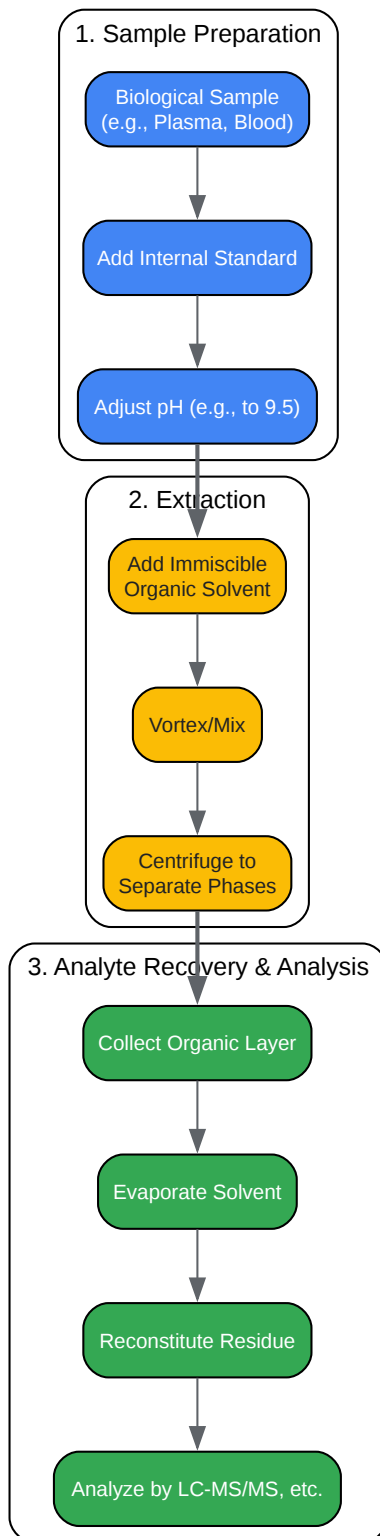 1. Sample Preparation
Biological Sample
(e.g., Plasma, Blood)
Add Internal Standard
Adjust pH (e.g., to 9.5)
2. Extraction
Add Immiscible
Organic Solvent
Vortex/Mix
Centrifuge to
Separate Phases
3. Analyte Recovery & Analysis
Collect Organic Layer
Evaporate Solvent
Reconstitute Residue
Analyze by LC-MS/MS, etc.